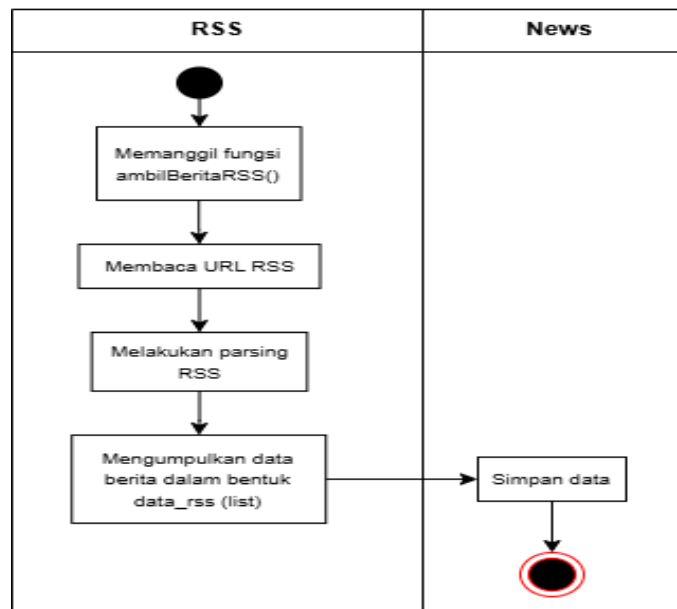 RSS
News
Memanggil fungsi
ambilBeritaRSS()
Membaca URL RSS
Melakukan parsing
RSS
Mengumpulkan data
berita dalam bentuk
data_rss (list)
Simpan data